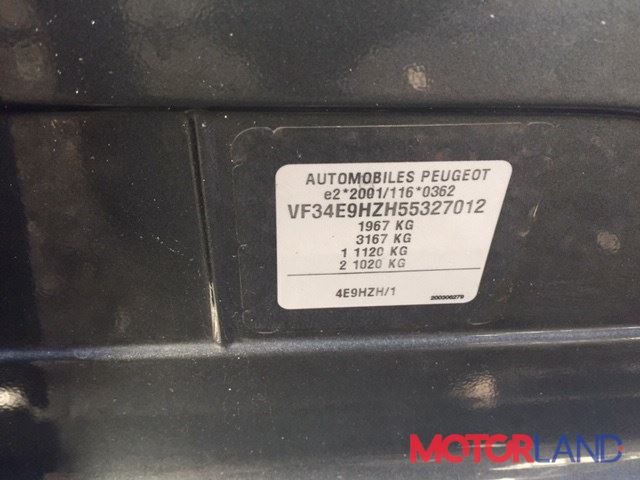 AUTOMOBILES PEUGEOT
e2*2001/116*0362
VF34E9HZH55327012
1967 KG
3167 KG
1 1120 KG
2 1020 KG
4E9HZH/1
200306279
MOTORLAND